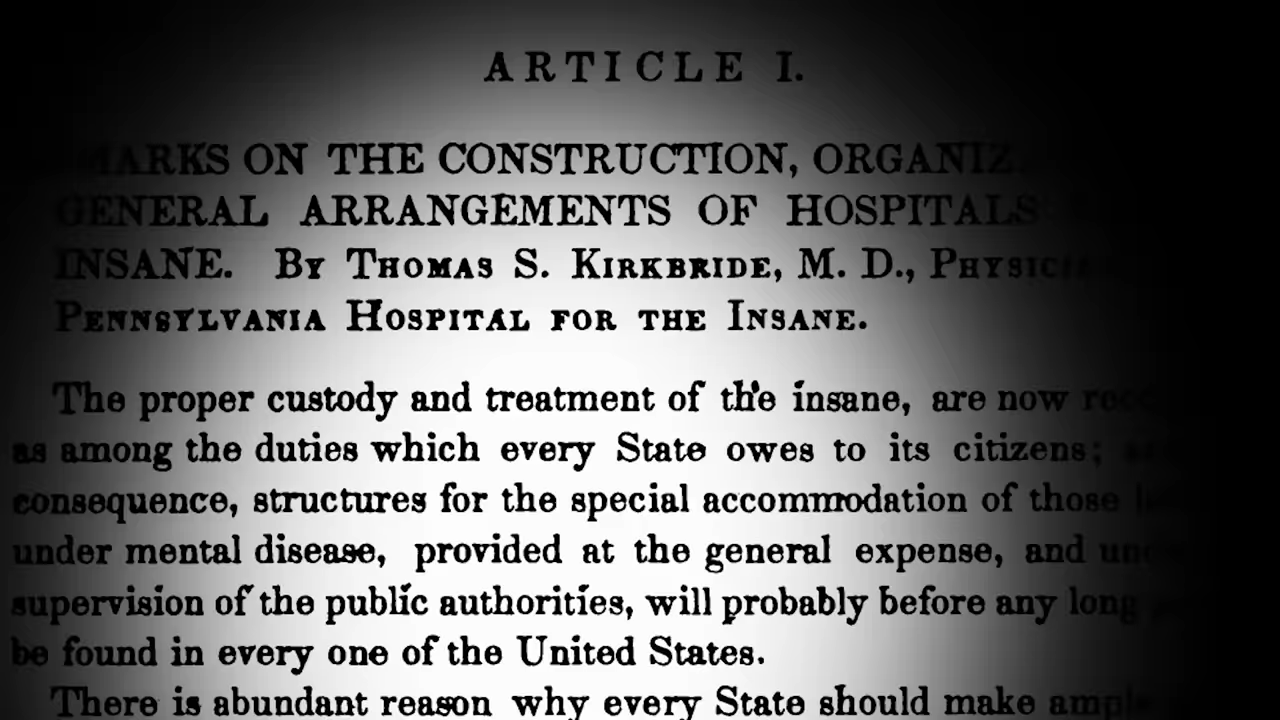 ARTICLE I.
MARKS ON THE CONSTRUCTION, ORGANIZ
GENERAL ARRANGEMENTS OF HOSPITALS
INSANE. BY THOMAS S. KIRKBRIDE, M. D., PHYSICIA
PENNSYLVANIA HOSPITAL FOR THE INSANE.
The proper custody and treatment of the insane, are now
as among the duties which every State owes to its citizens;
consequence, structures for the special accommodation of those
under mental disease, provided at the general expense, and
supervision of the public authorities, will probably before any long
be found in every one of the United States.
There is abundant reason why every State should make